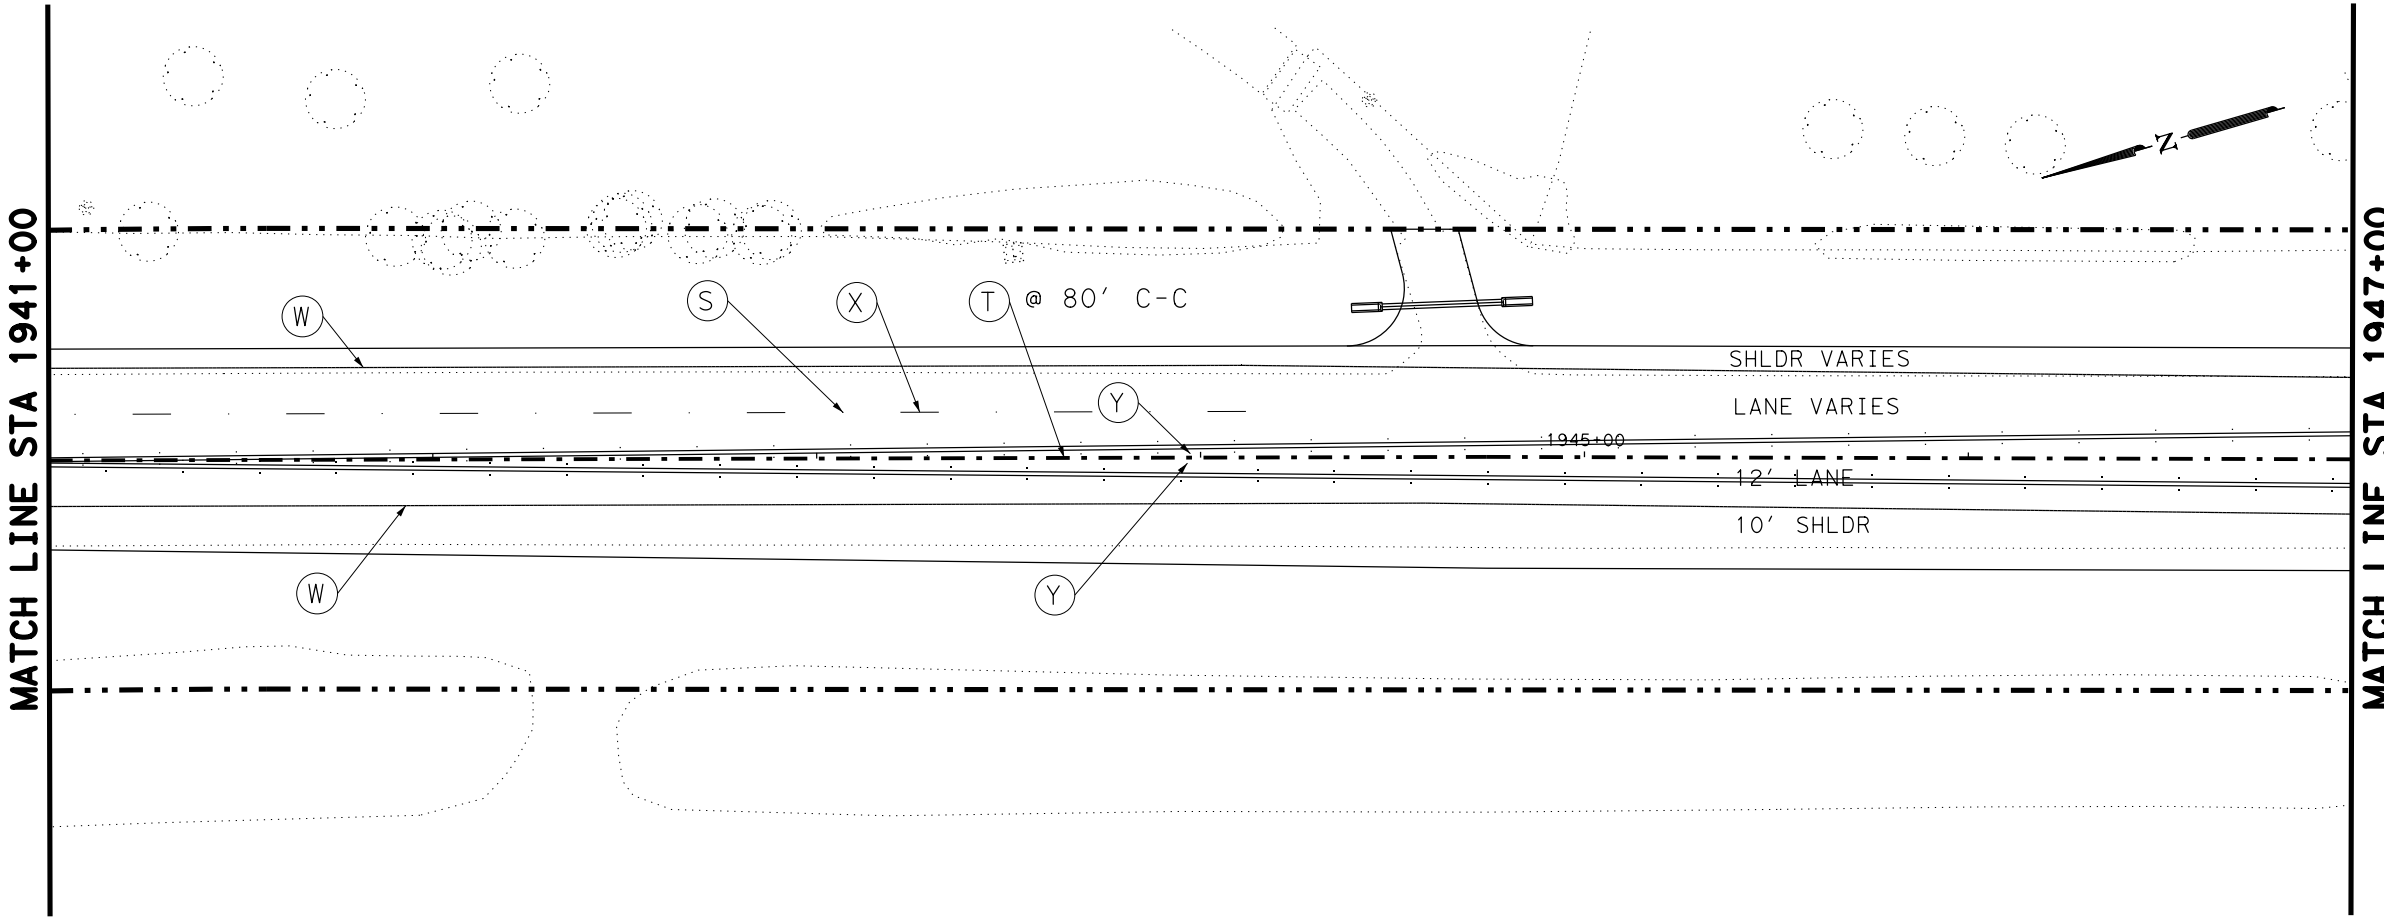 MATCH LINE STA 1941+00
N
W
S
X
T @ 80' C-C
SHLDR VARIES
Y
LANE VARIES
1945+00
12' LANE
10' SHLDR
W
Y
MATCH LINE STA 1947+00